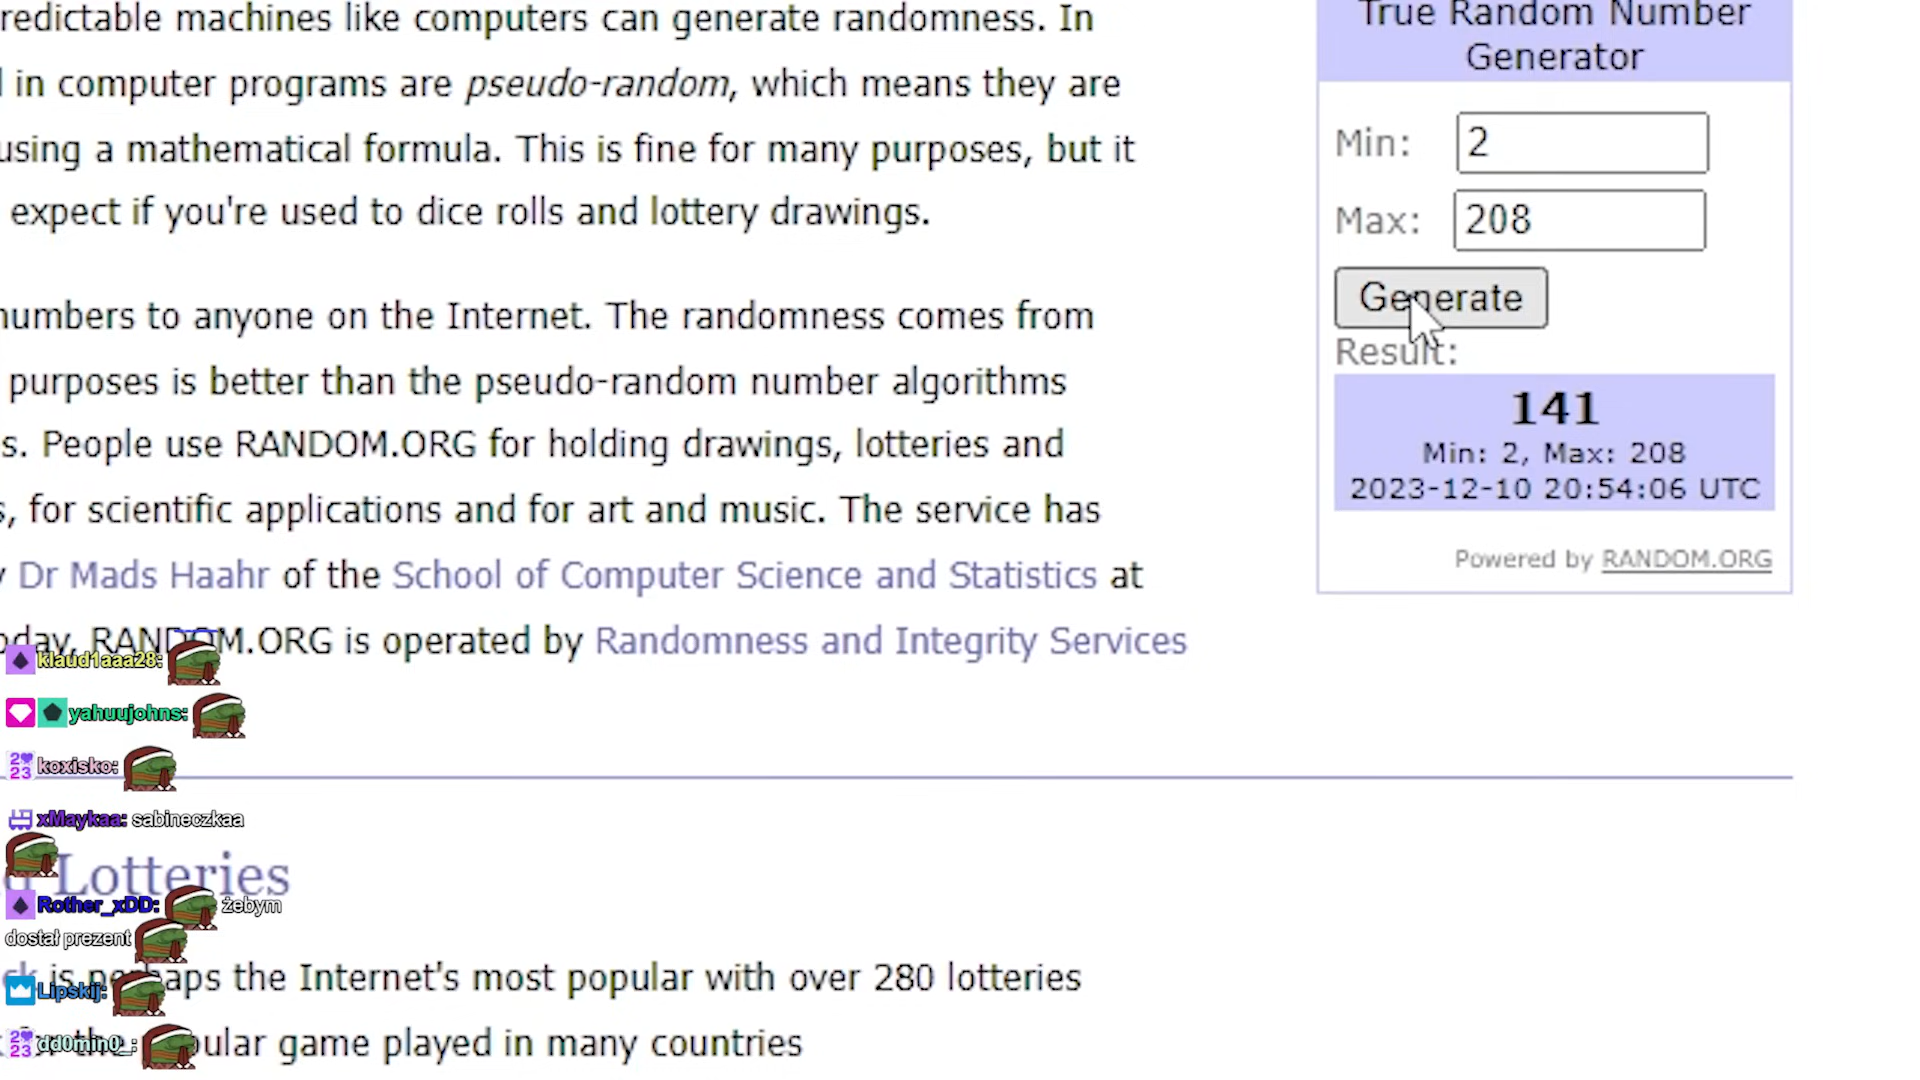 redictable machines like computers can generate randomness. In
in computer programs are pseudo-random, which means they are
using a mathematical formula. This is fine for many purposes, but it
expect if you're used to dice rolls and lottery drawings.
numbers to anyone on the Internet. The randomness comes from
purposes is better than the pseudo-random number algorithms
s. People use RANDOM.ORG for holding drawings, lotteries and
s, for scientific applications and for art and music. The service has
y Dr Mads Haahr of the School of Computer Science and Statistics at
oday, RANDOM.ORG is operated by Randomness and Integrity Services
Lotteries
is perhaps the Internet's most popular with over 280 lotteries
game played in many countries
True Random Number
Generator
Min: 2
Max: 208
Generate
Result:
141
Min: 2, Max: 208
2023-12-10 20:54:06 UTC
Powered by RANDOM.ORG
klaud1aaa28:
yahuujohns:
koxisko:
xMaykaa: sabineczkaa
Rother_xDD: żebym
dostał prezent
Lipskij:
dd0min0_: